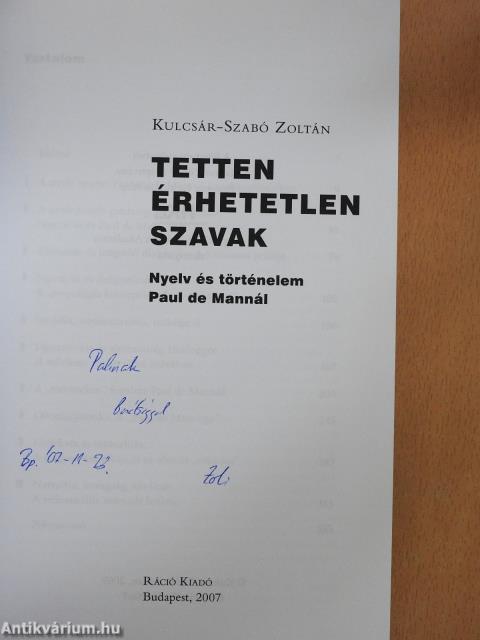 KULCSÁR-SZABÓ ZOLTÁN
TETTEN
ÉRHETETLEN
SZAVAK
Nyelv és történelem
Paul de Mannál
Palinak
barátsággal
Bp. '07-11-23.
Zoli
RÁCIÓ KIADÓ
Budapest, 2007
Antikvárium.hu